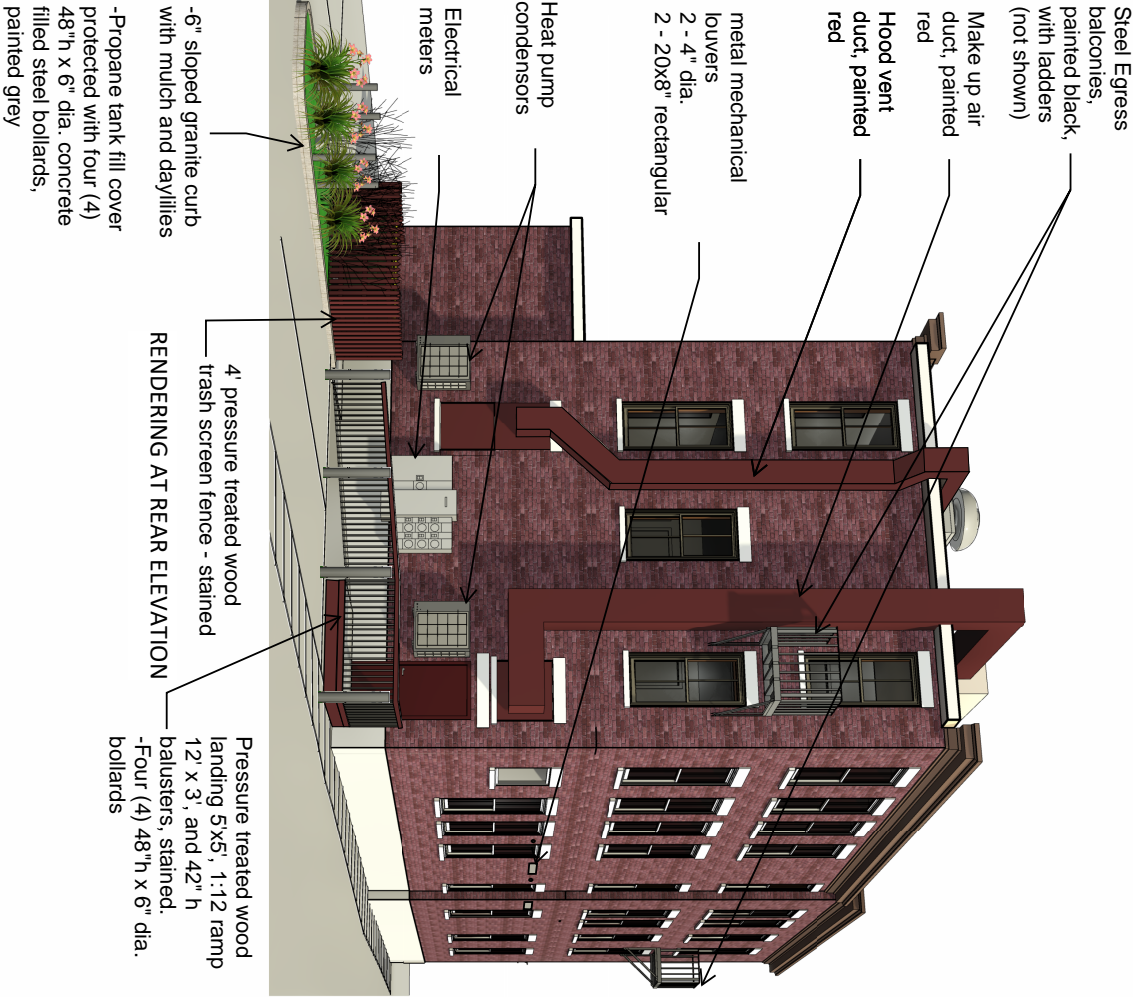 Steel Egress
balconies,
painted black,
with ladders
(not shown)
Make up air
duct, painted
red
Hood vent
duct, painted
red
metal mechanical
louvers
2 - 4" dia.
2 - 20x8" rectangular
Heat pump
condensors
Electrical
meters
-6" sloped granite curb
with mulch and daylilies
-Propane tank fill cover
protected with four (4)
48"h x 6" dia. concrete
filled steel bollards,
painted grey
4' pressure treated wood
trash screen fence - stained
RENDERING AT REAR ELEVATION
Pressure treated wood
landing 5'x5', 1:12 ramp
12' x 3', and 42" h
balusters, stained.
-Four (4) 48"h x 6" dia.
bollards